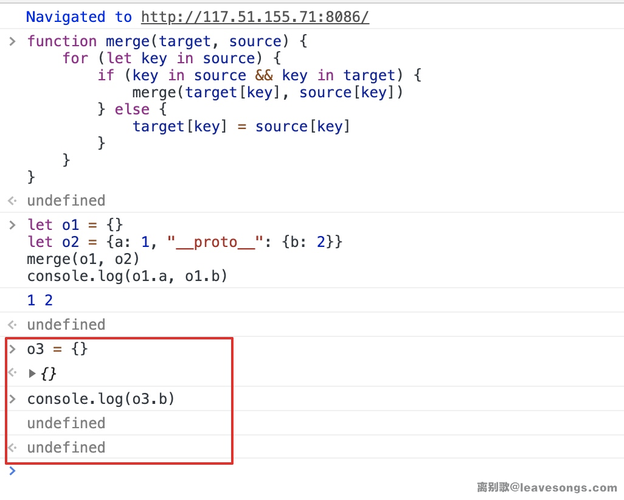 Navigated to http://117.51.155.71:8086/
> function merge(target, source) {
    for (let key in source) {
        if (key in source && key in target) {
            merge(target[key], source[key])
        } else {
            target[key] = source[key]
        }
    }
}
undefined
> let o1 = {}
let o2 = {a: 1, "__proto__": {b: 2}}
merge(o1, o2)
console.log(o1.a, o1.b)
1 2
undefined
> o3 = {}
▶ {}
> console.log(o3.b)
undefined
undefined
>
离别歌@leavesongs.com